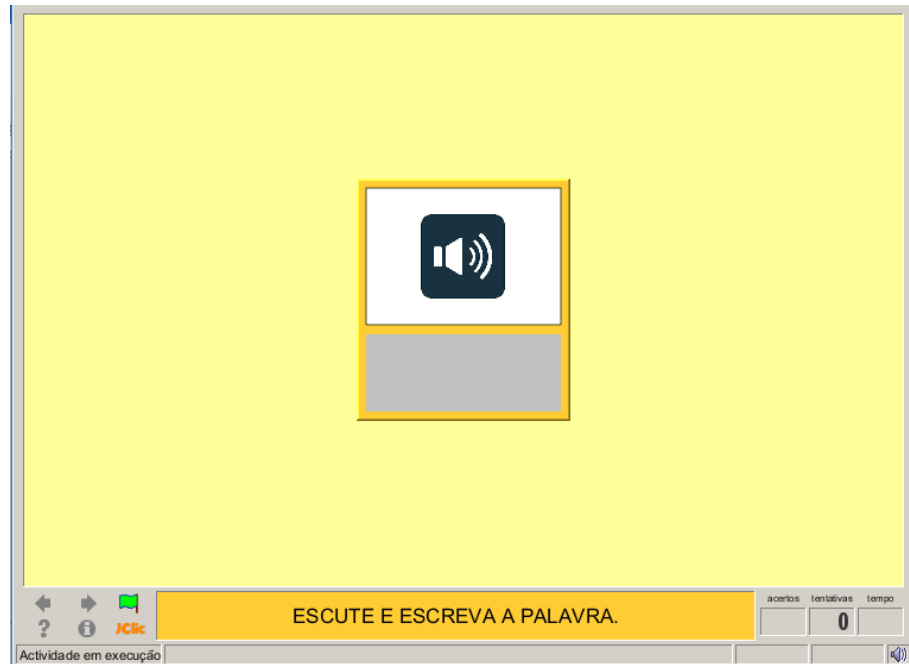 acertos tentativas tempo
? JClic ESCUTE E ESCREVA A PALAVRA. 0
Actividade em execução